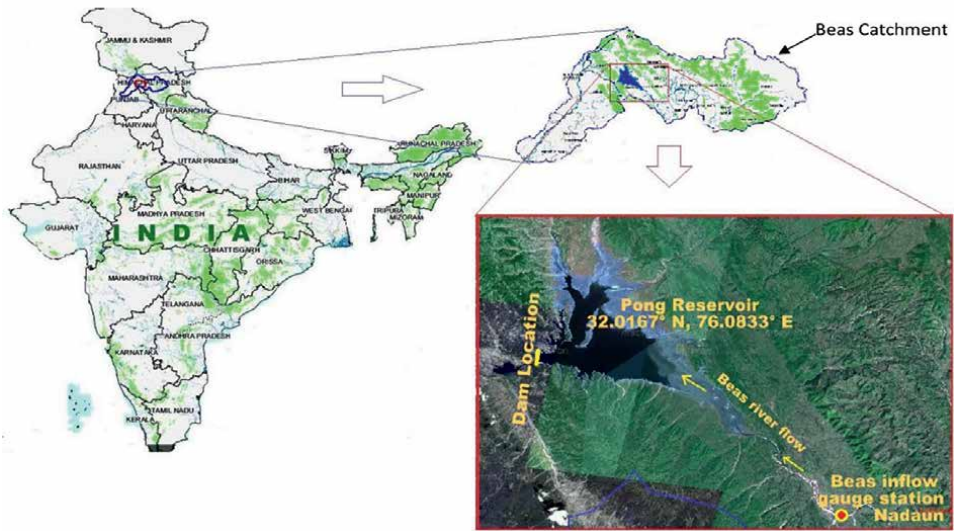 JAMMU & KASHMIR
PUNJAB
UTTARANCHAL
HARYANA
RAJASTHAN
UTTAR PRADESH
SIKKIM
ARUNACHAL PRADESH
NAGALAND
MANIPUR
TRIPURA
MIZORAM
BIHAR
WEST BENGAL
GUJARAT
MADHYA PRADESH
INDIA
CHHATTISGARH
ORISSA
MAHARASHTRA
TELANGANA
ANDHRA PRADESH
KARNATAKA
TAMIL NADU
KERALA
Beas Catchment
Pong Reservoir
32.0167° N, 76.0833° E
Dam Location
Beas river flow
Beas inflow
gauge station
Nadaun